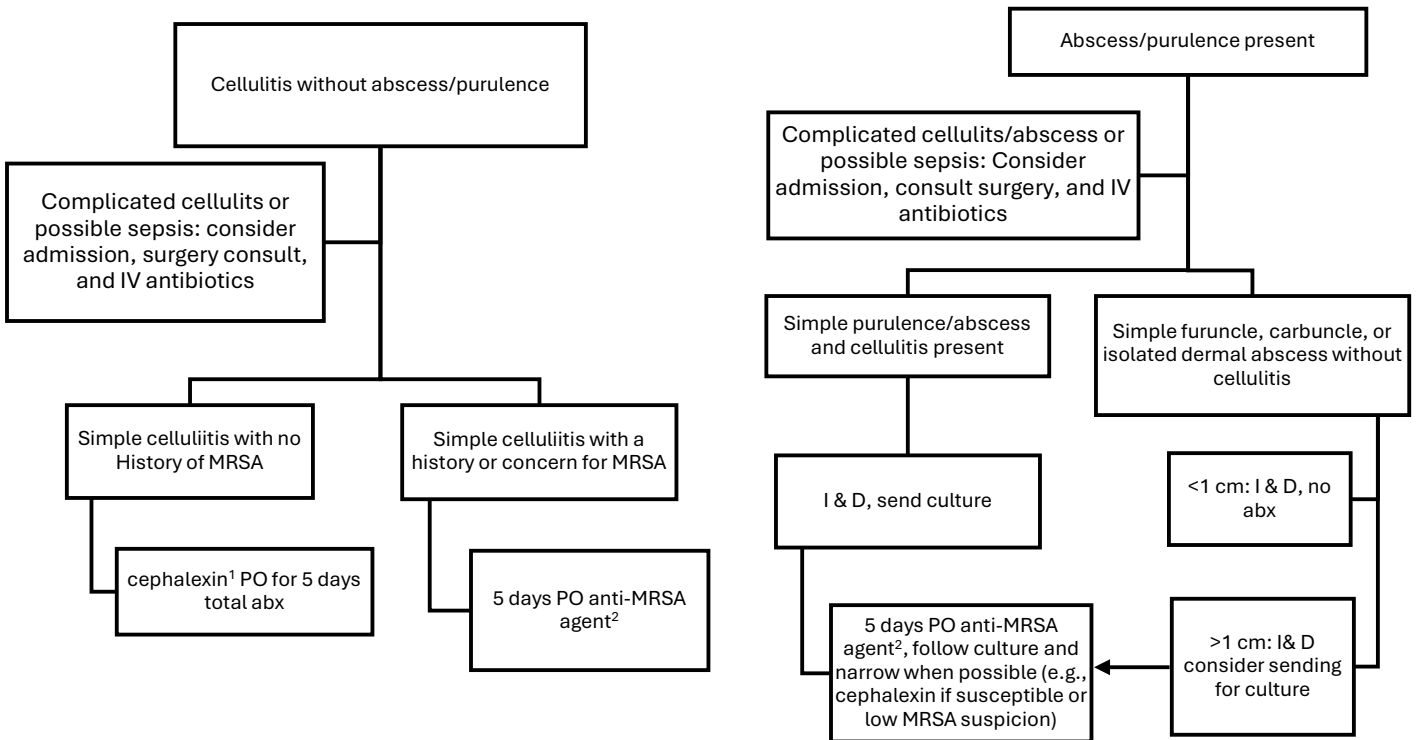 Cellulitis without abscess/purulence
Complicated cellulits or
possible sepsis: consider
admission, surgery consult,
and IV antibiotics
Simple celluliitis with no
History of MRSA
Simple celluliitis with a
history or concern for MRSA
cephalexin¹ PO for 5 days
total abx
5 days PO anti-MRSA
agent²
Abscess/purulence present
Complicated cellulits/abscess or
possible sepsis: Consider
admission, consult surgery, and IV
antibiotics
Simple purulence/abscess
and cellulitis present
Simple furuncle, carbuncle, or
isolated dermal abscess without
cellulitis
I & D, send culture
<1 cm: I & D, no
abx
5 days PO anti-MRSA
agent², follow culture and
narrow when possible (e.g.,
cephalexin if susceptible or
low MRSA suspicion)
>1 cm: I& D
consider sending
for culture